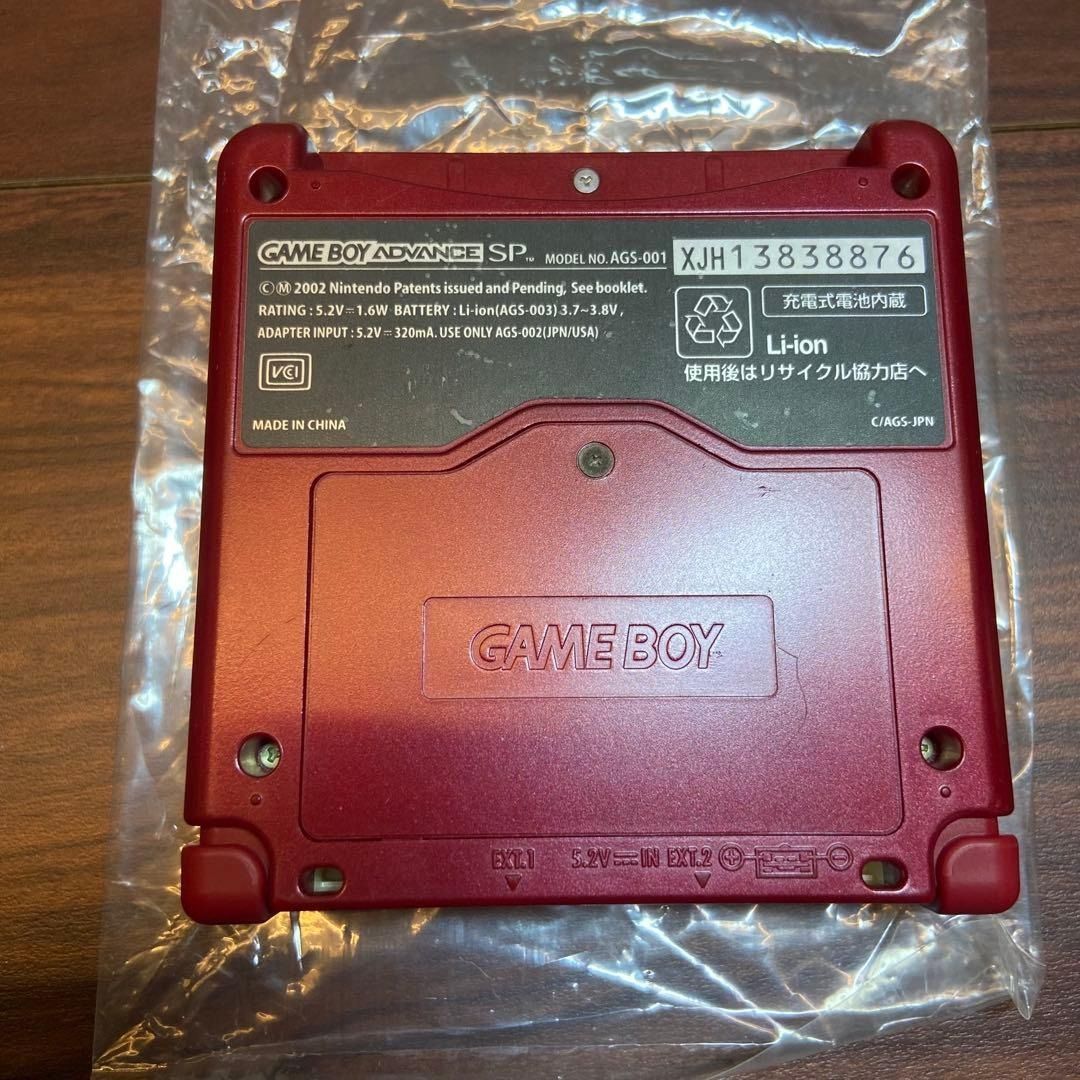 GAME BOY ADVANCE SP™ MODEL NO. AGS-001 XJH13838876
ⒸⓂ 2002 Nintendo Patents issued and Pending, See booklet.
RATING : 5.2V⎓1.6W BATTERY : Li-ion(AGS-003) 3.7~3.8V ,
ADAPTER INPUT : 5.2V⎓320mA. USE ONLY AGS-002(JPN/USA)
充電式電池内蔵
Li-ion
使用後はリサイクル協力店へ
VCI
MADE IN CHINA
C/AGS-JPN
GAME BOY™
EXT.1 5.2V⎓IN EXT.2